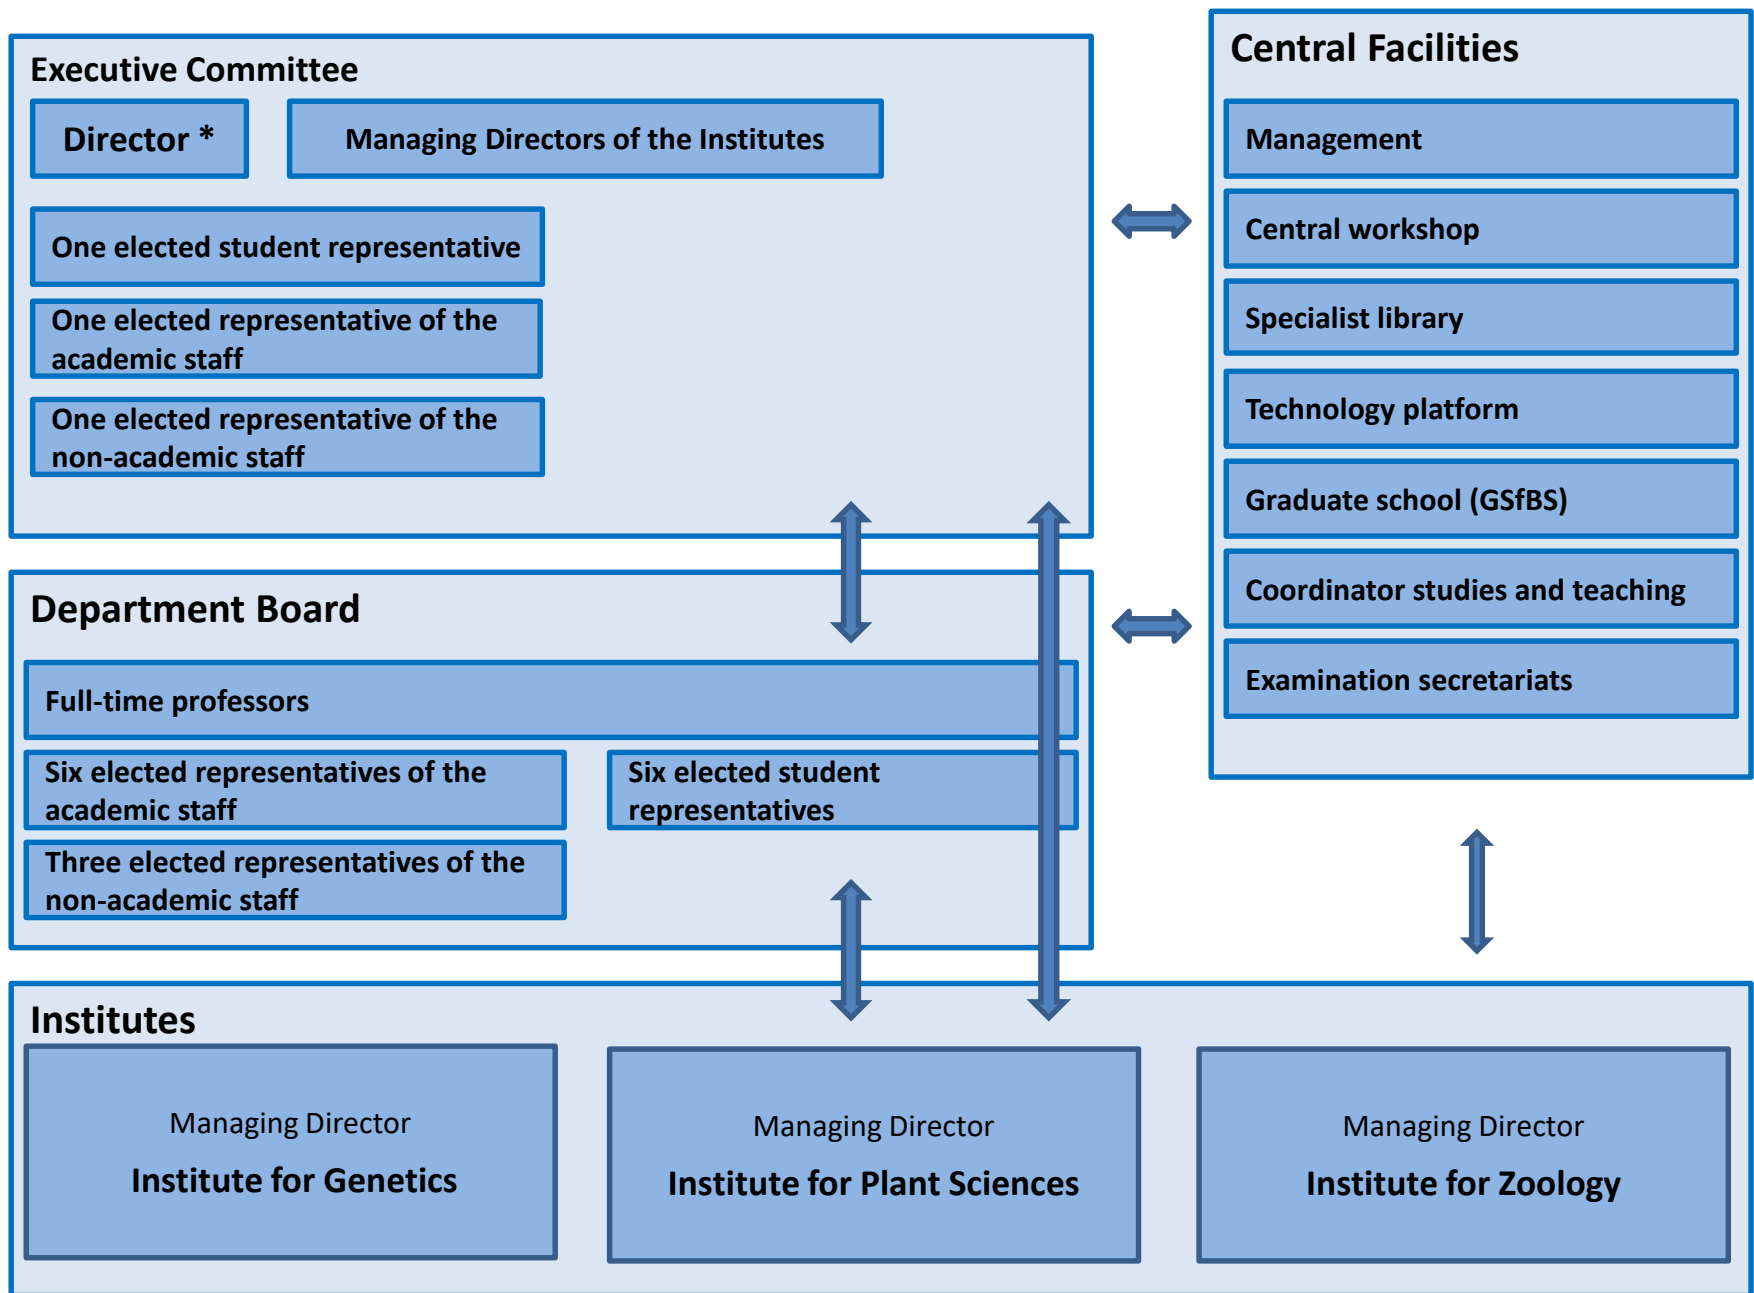 Executive Committee
Director *
Managing Directors of the Institutes
One elected student representative
One elected representative of the
academic staff
One elected representative of the
non-academic staff
Central Facilities
Management
Central workshop
Specialist library
Technology platform
Graduate school (GSfBS)
Coordinator studies and teaching
Examination secretariats
Department Board
Full-time professors
Six elected representatives of the
academic staff
Six elected student
representatives
Three elected representatives of the
non-academic staff
Institutes
Managing Director
Institute for Genetics
Managing Director
Institute for Plant Sciences
Managing Director
Institute for Zoology